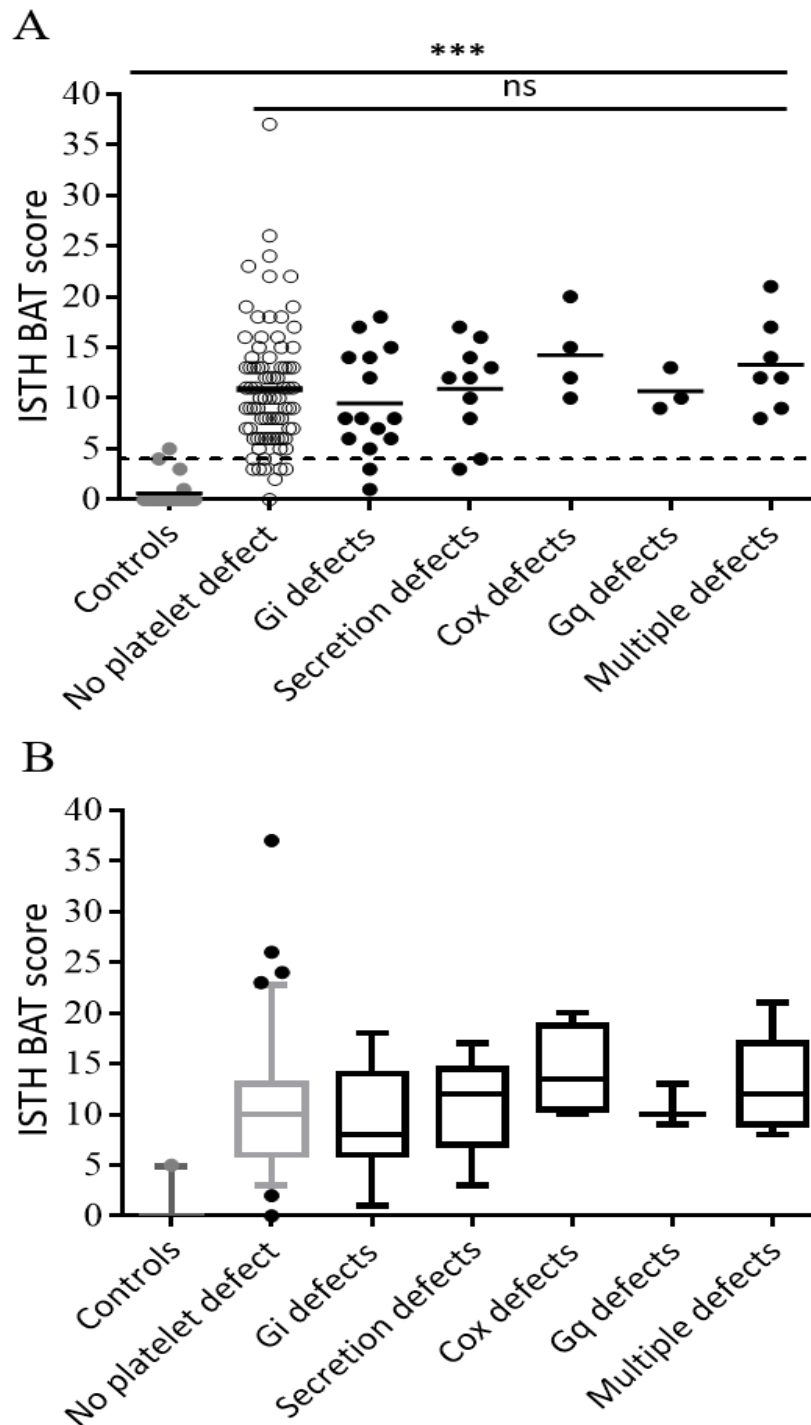 A
***
ns
ISTH BAT score
40
35
30
25
20
15
10
5
0
Controls
No platelet defect
Gi defects
Secretion defects
Cox defects
Gq defects
Multiple defects
B
ISTH BAT score
40
35
30
25
20
15
10
5
0
Controls
No platelet defect
Gi defects
Secretion defects
Cox defects
Gq defects
Multiple defects